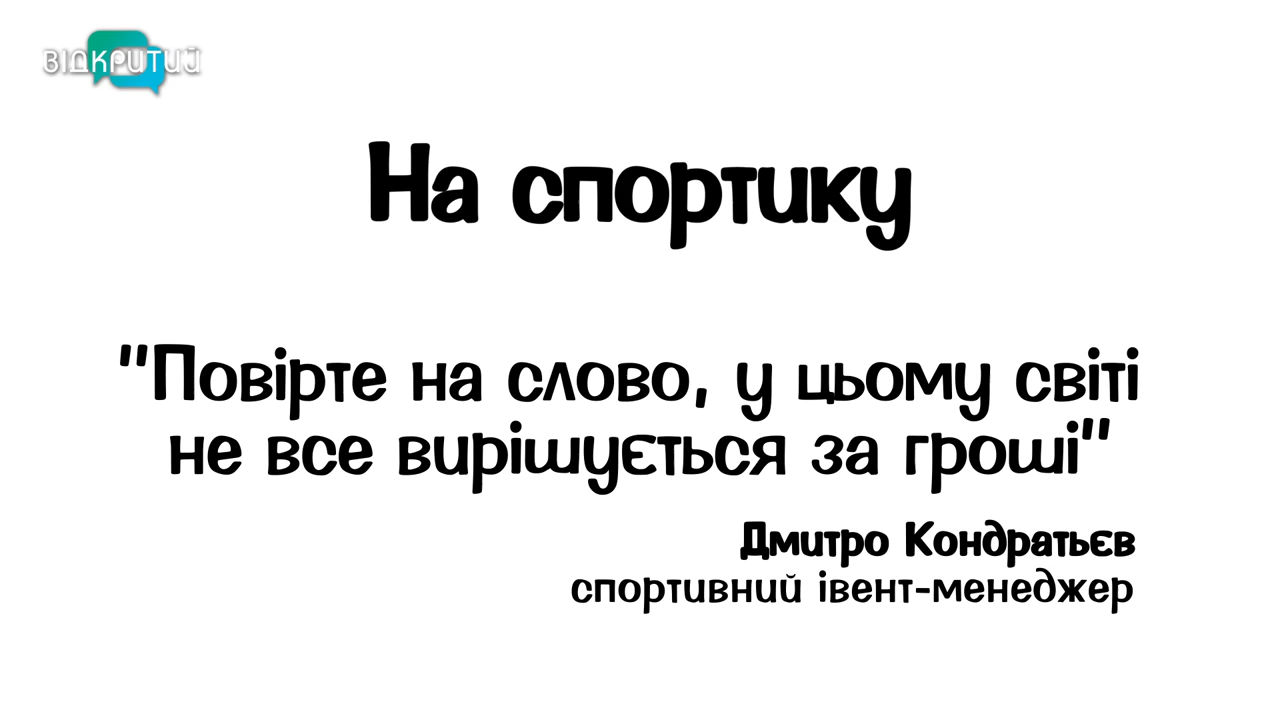 ВІДКРИТИЙ
На спортику
"Повірте на слово, у цьому світі
не все вирішується за гроші"
Дмитро Кондратьєв
спортивний івент-менеджер